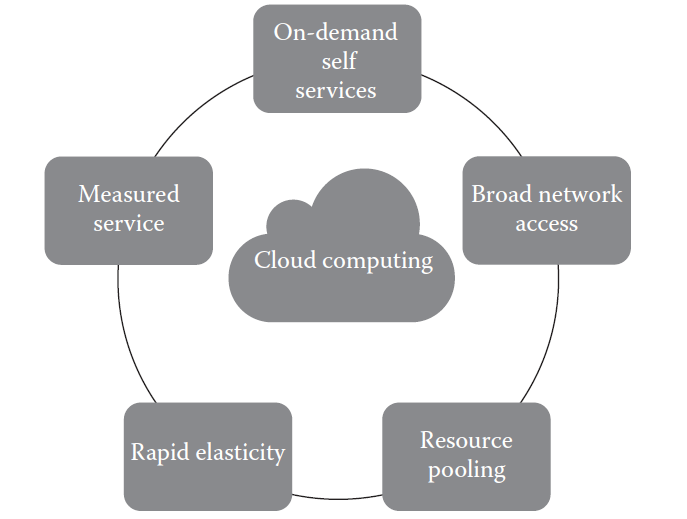 On-demand
self
services
Measured
service
Broad network
access
Cloud computing
Rapid elasticity
Resource
pooling